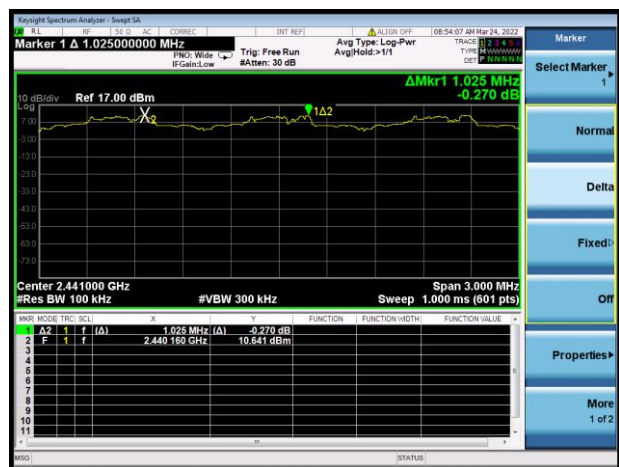 Keysight Spectrum Analyzer - Swept SA
RL RF 50 Ω AC CORREC INT REF ALIGN OFF 08:54:07 AM Mar 24, 2022
Marker 1 Δ 1.025000000 MHz
PNO: Wide Trig: Free Run Avg Type: Log-Pwr TRACE 1 2 3 4 5 6
IFGain:Low #Atten: 30 dB Avg|Hold:>1/1 TYPE M WWWWW
DET P NNNNN
ΔMkr1 1.025 MHz
-0.270 dB
10 dB/div Ref 17.00 dBm
Log
7.00
-3.00
-13.0
-23.0
-33.0
-43.0
-53.0
-63.0
-73.0
X2
1Δ2
Center 2.441000 GHz Span 3.000 MHz
#Res BW 100 kHz #VBW 300 kHz Sweep 1.000 ms (601 pts)
MKR MODE TRC SCL X Y FUNCTION FUNCTION WIDTH FUNCTION VALUE
1 Δ2 1 f (Δ) 1.025 MHz (Δ) -0.270 dB
2 F 1 f 2.440 160 GHz 10.641 dBm
3
4
5
6
7
8
9
10
11
MSG STATUS
Marker
Select Marker
1
Normal
Delta
Fixed
Off
Properties
More
1 of 2